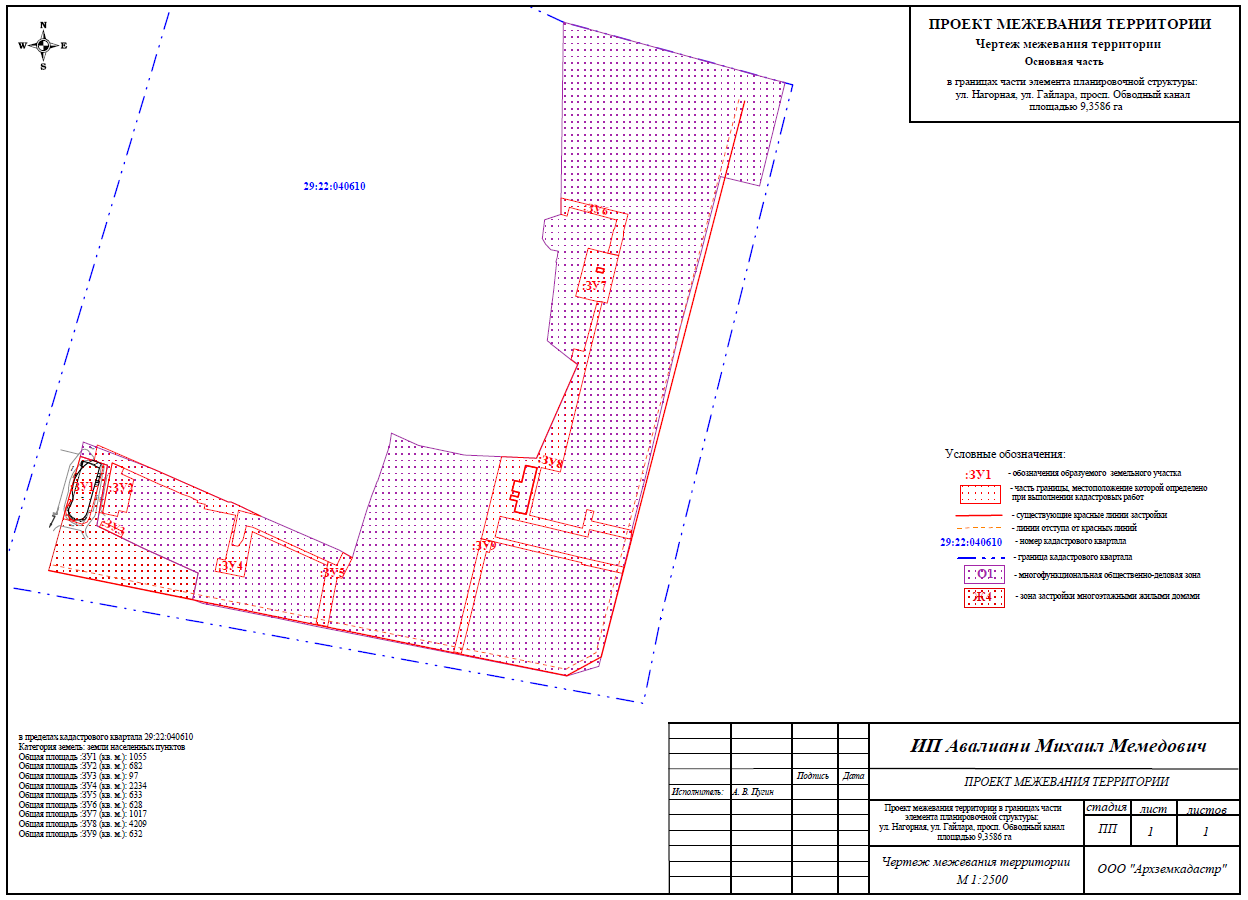 N
W E
S
ПРОЕКТ МЕЖЕВАНИЯ ТЕРРИТОРИИ
Чертеж межевания территории
Основная часть
в границах части элемента планировочной структуры:
ул. Нагорная, ул. Гайдара, просп. Обводный канал
площадью 9,3586 га
29:22:040610
:ЗУ6
:ЗУ7
:ЗУ8
:ЗУ1
:ЗУ2
:ЗУ3
:ЗУ4
:ЗУ5
:ЗУ9
Условные обозначения:
:ЗУ1 - обозначения образуемого земельного участка
- часть границы, местоположение которой определено
при выполнении кадастровых работ
- существующие красные линии застройки
- линии отступа от красных линий
29:22:040610 - номер кадастрового квартала
- граница кадастрового квартала
О1 - многофункциональная общественно-деловая зона
Ж4 - зона застройки многоэтажными жилыми домами
в пределах кадастрового квартала 29:22:040610
Категория земель: земли населенных пунктов
Общая площадь :ЗУ1 (кв. м.): 1055
Общая площадь :ЗУ2 (кв. м.): 682
Общая площадь :ЗУ3 (кв. м.): 97
Общая площадь :ЗУ4 (кв. м.): 2234
Общая площадь :ЗУ5 (кв. м.): 633
Общая площадь :ЗУ6 (кв. м.): 628
Общая площадь :ЗУ7 (кв. м.): 1017
Общая площадь :ЗУ8 (кв. м.): 4209
Общая площадь :ЗУ9 (кв. м.): 632
ИП Авалиани Михаил Мемедович
Подпись Дата
ПРОЕКТ МЕЖЕВАНИЯ ТЕРРИТОРИИ
Исполнитель: А. В. Пугин
Проект межевания территории в границах части
элемента планировочной структуры:
ул. Нагорная, ул. Гайдара, просп. Обводный канал
площадью 9,3586 га
стадия лист листов
ПП 1 1
Чертеж межевания территории
М 1:2500
ООО "Архземкадастр"